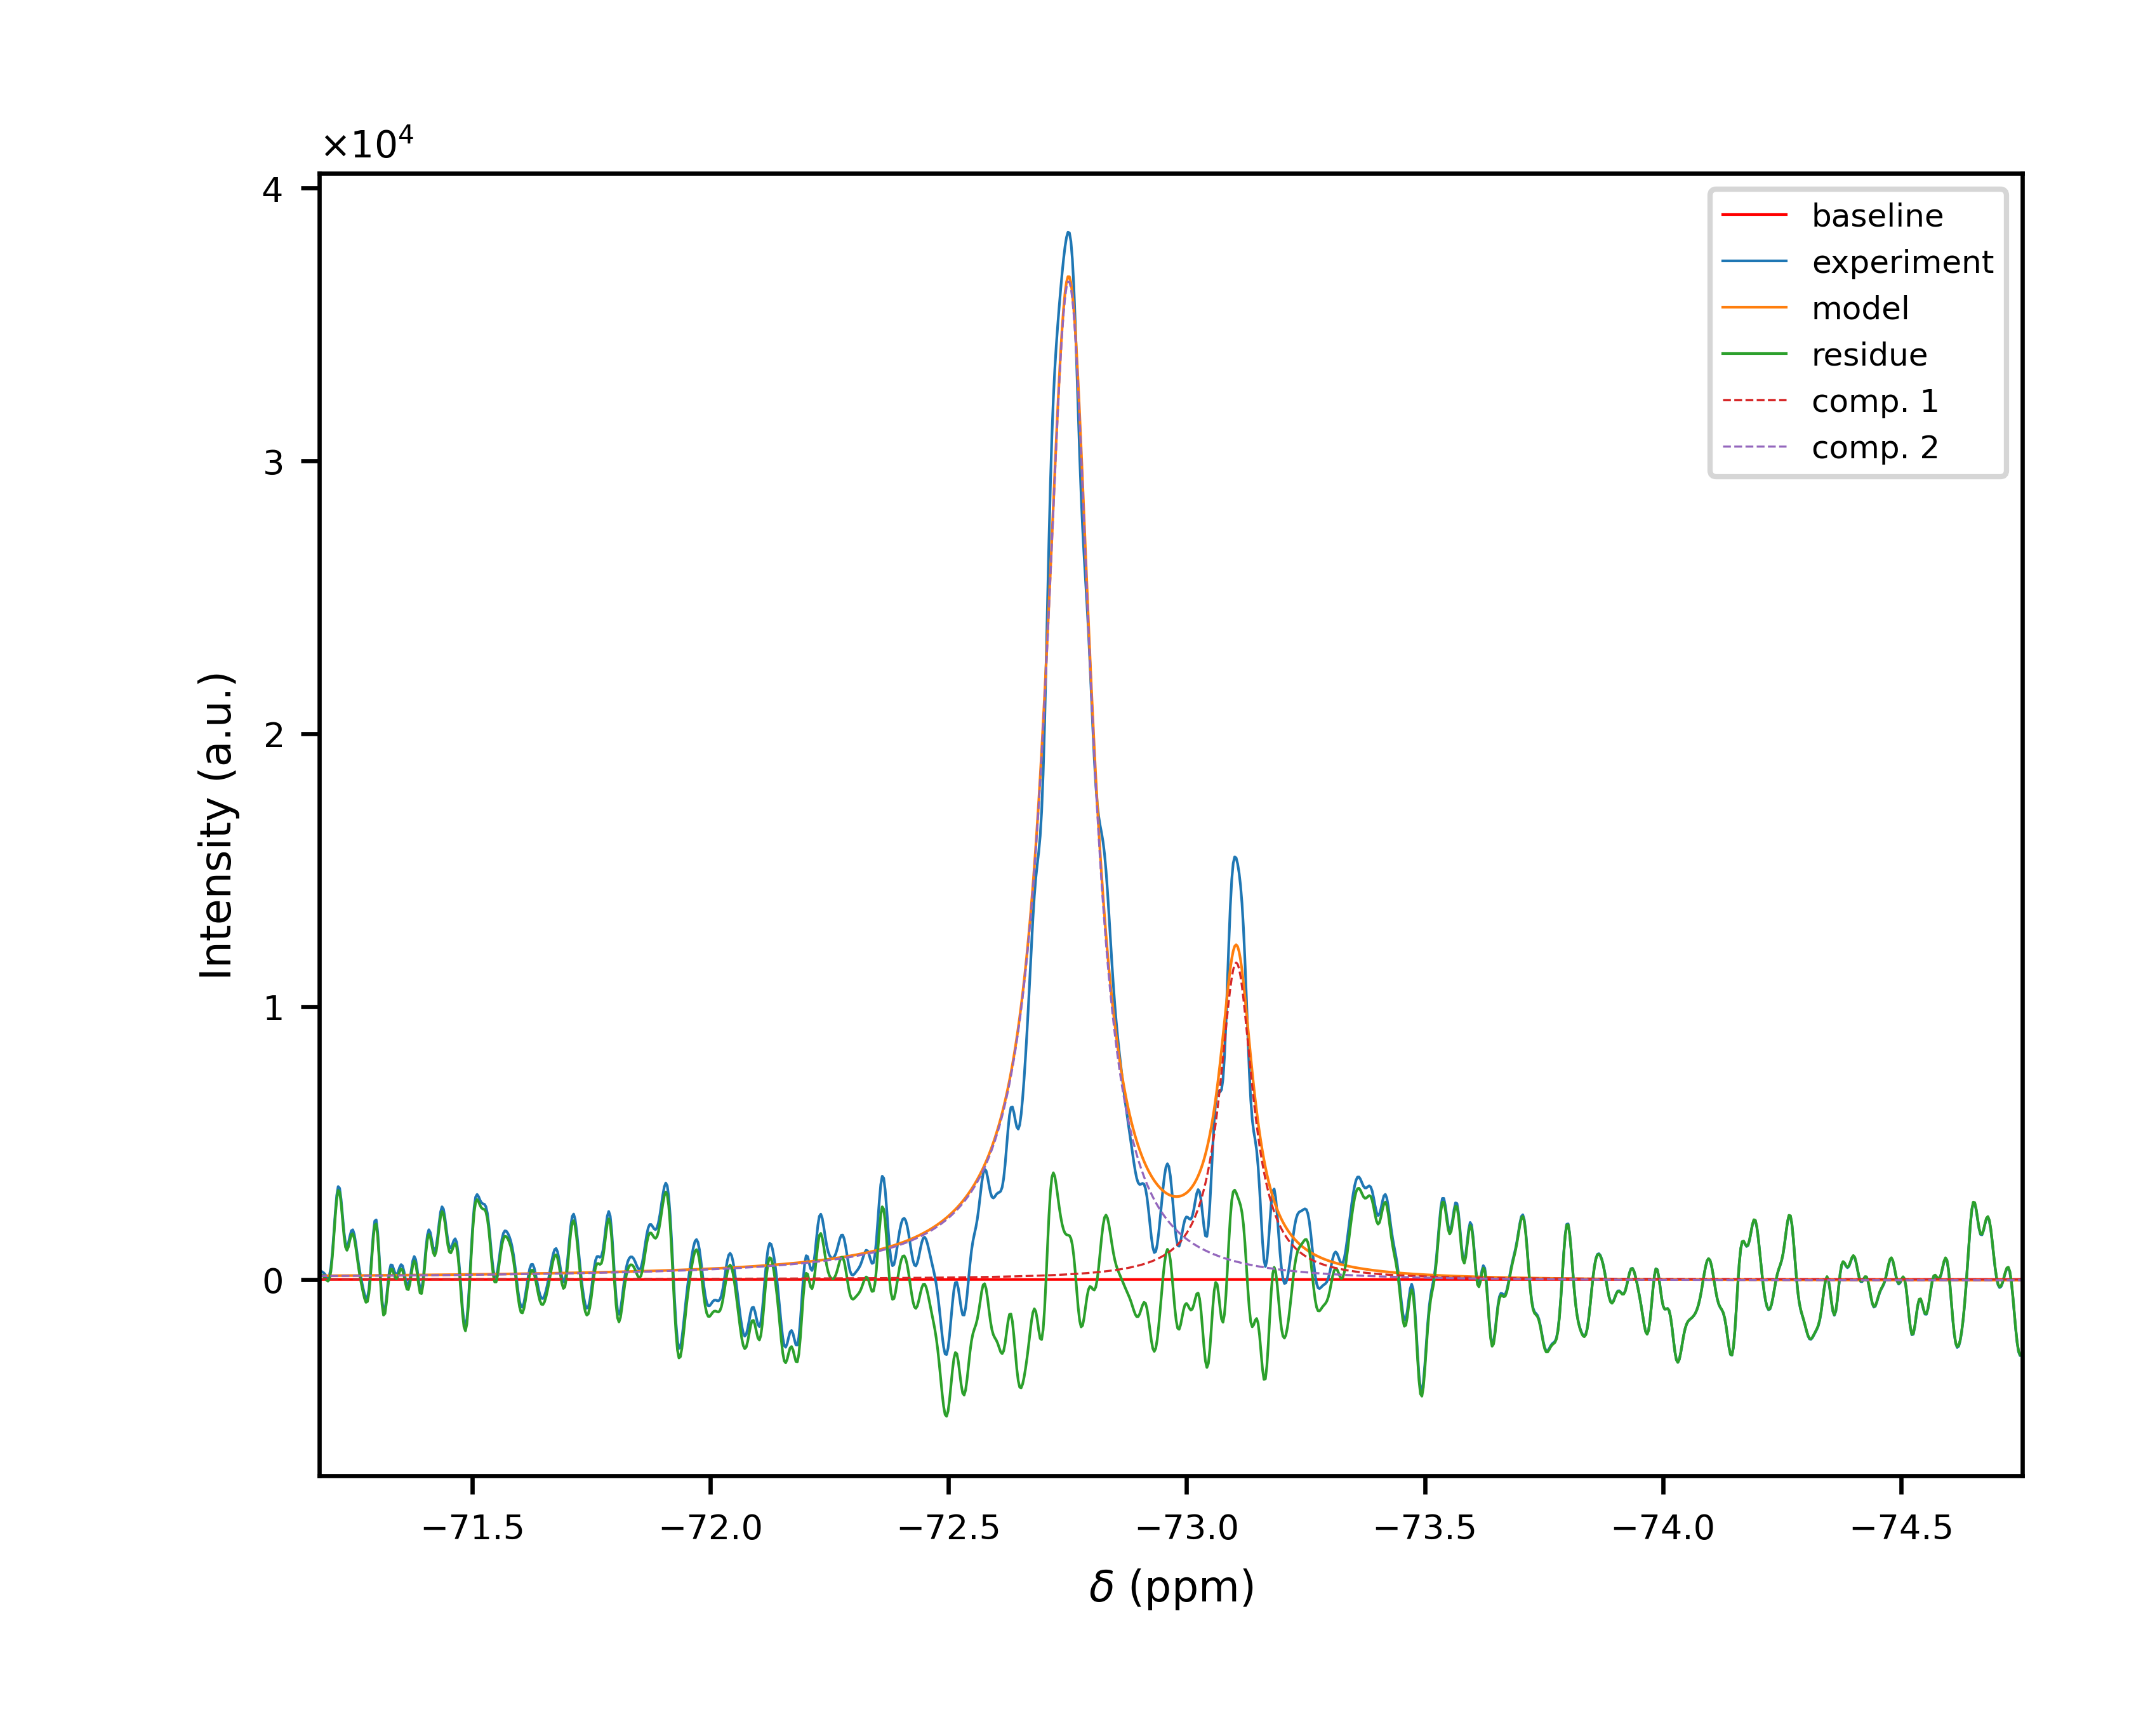 ×10⁴
4
3
2
1
0
Intensity (a.u.)
baseline
experiment
model
residue
comp. 1
comp. 2
−71.5 −72.0 −72.5 −73.0 −73.5 −74.0 −74.5
δ (ppm)